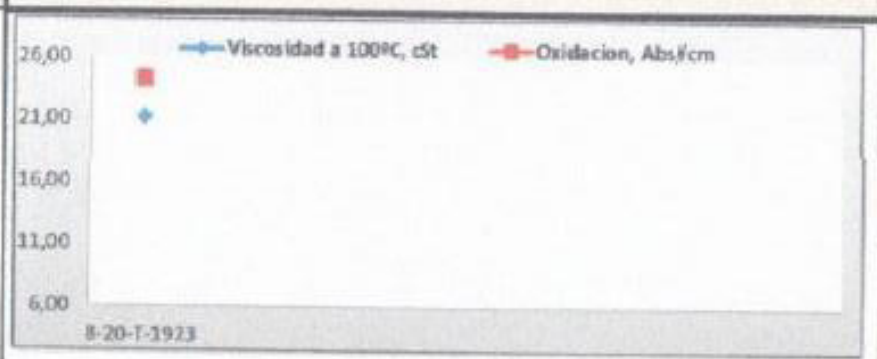 Viscosidad a 100ºC, cSt
Oxidacion, Abs/cm
26,00
21,00
16,00
11,00
6,00
8-20-T-1923